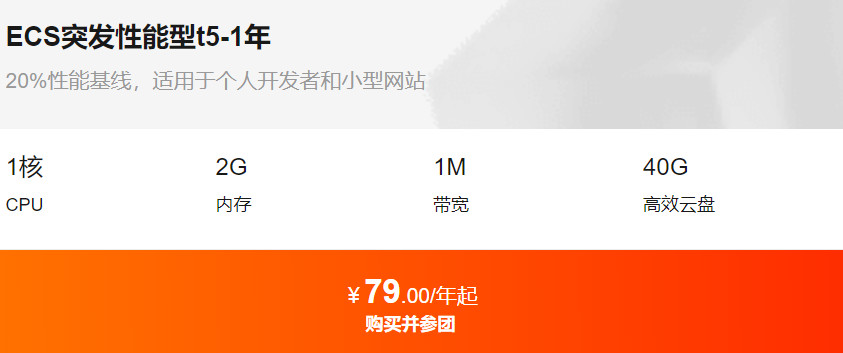 ECS突发性能型t5-1年
20%性能基线，适用于个人开发者和小型网站
1核 2G 1M 40G
CPU 内存 带宽 高效云盘
¥79.00/年起
购买并参团